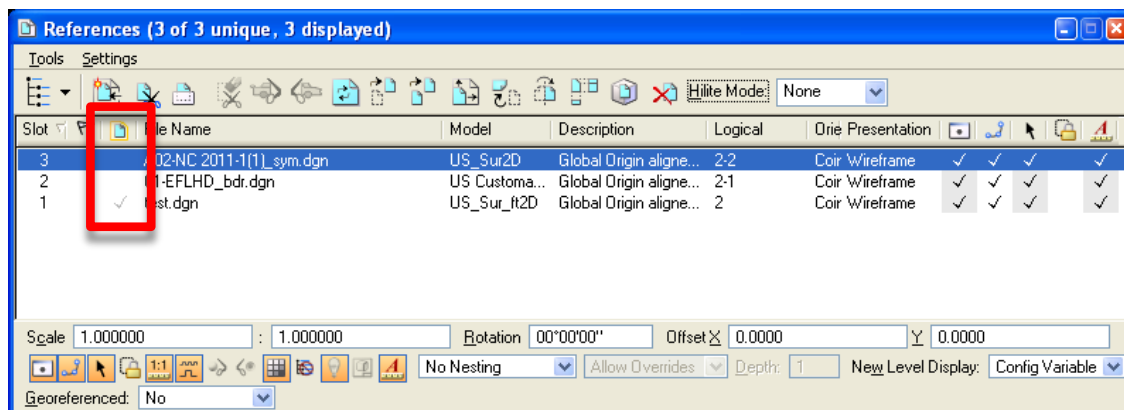 References (3 of 3 unique, 3 displayed)
Tools Settings
Hilite Mode: None
Slot File Name Model Description Logical Orie Presentation
3 A02-NC 2011-1(1)_sym.dgn US_Sur2D Global Origin aligne... 2-2 Coir Wireframe
2 01-EFLHD_bdr.dgn US Customa... Global Origin aligne... 2-1 Coir Wireframe
1 test.dgn US_Sur_ft2D Global Origin aligne... 2 Coir Wireframe
Scale 1.000000 : 1.000000 Rotation 00°00'00" Offset X 0.0000 Y 0.0000
1:1 A No Nesting Allow Overrides Depth: 1 New Level Display: Config Variable
Georeferenced: No